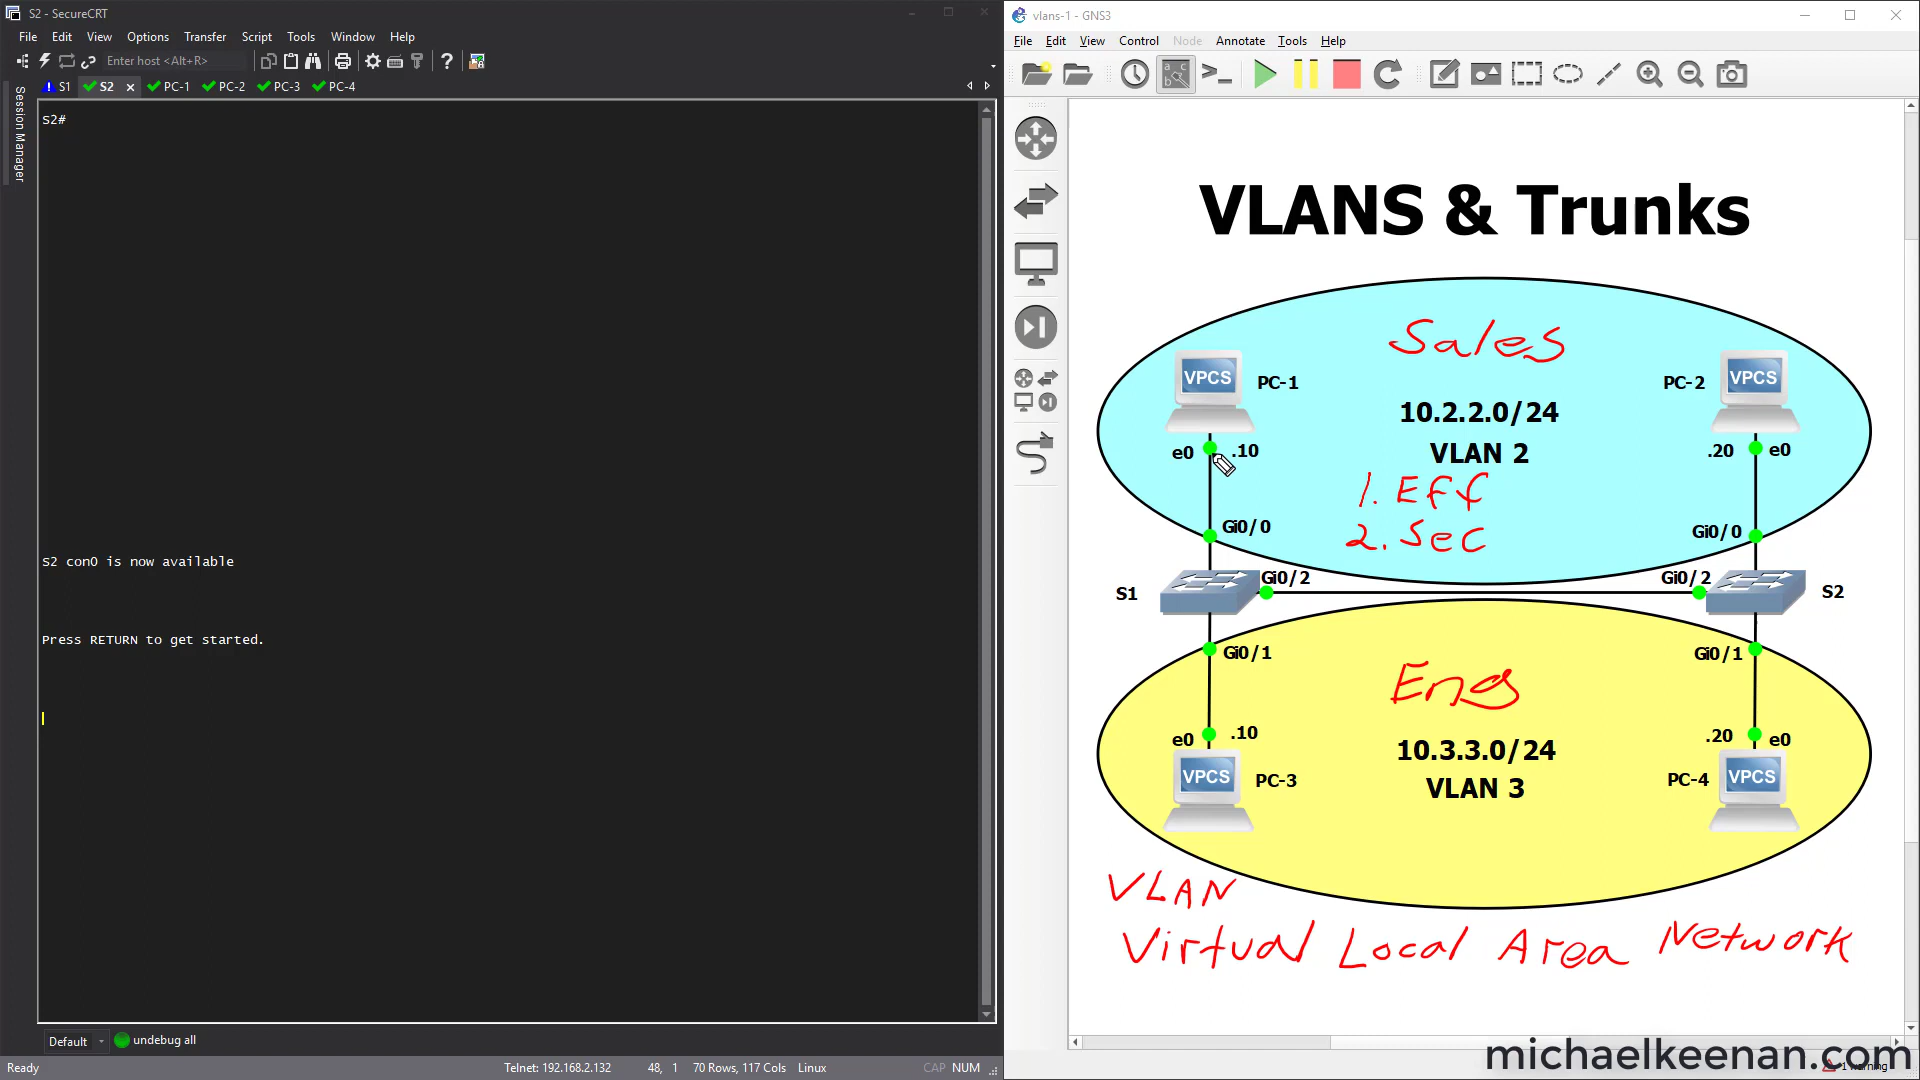 S2 - SecureCRT
File Edit View Options Transfer Script Tools Window Help
Enter host <Alt+R>
S1 S2 PC-1 PC-2 PC-3 PC-4
Session Manager
S2#
S2 con0 is now available
Press RETURN to get started.
Default undebug all
Ready Telnet: 192.168.2.132 48, 1 70 Rows, 117 Cols Linux CAP NUM
vlans-1 - GNS3
File Edit View Control Node Annotate Tools Help
VLANS & Trunks
Sales
VPCS PC-1 PC-2 VPCS
10.2.2.0/24
e0 .10 VLAN 2 .20 e0
1. Eff
Gi0/0 Gi0/0
2. Sec
S1 Gi0/2 Gi0/2 S2
Gi0/1 Gi0/1
Eng
e0 .10 .20 e0
10.3.3.0/24
VPCS PC-3 PC-4 VPCS
VLAN 3
VLAN
Virtual Local Area Network
michaelkeenan.com
1 warning